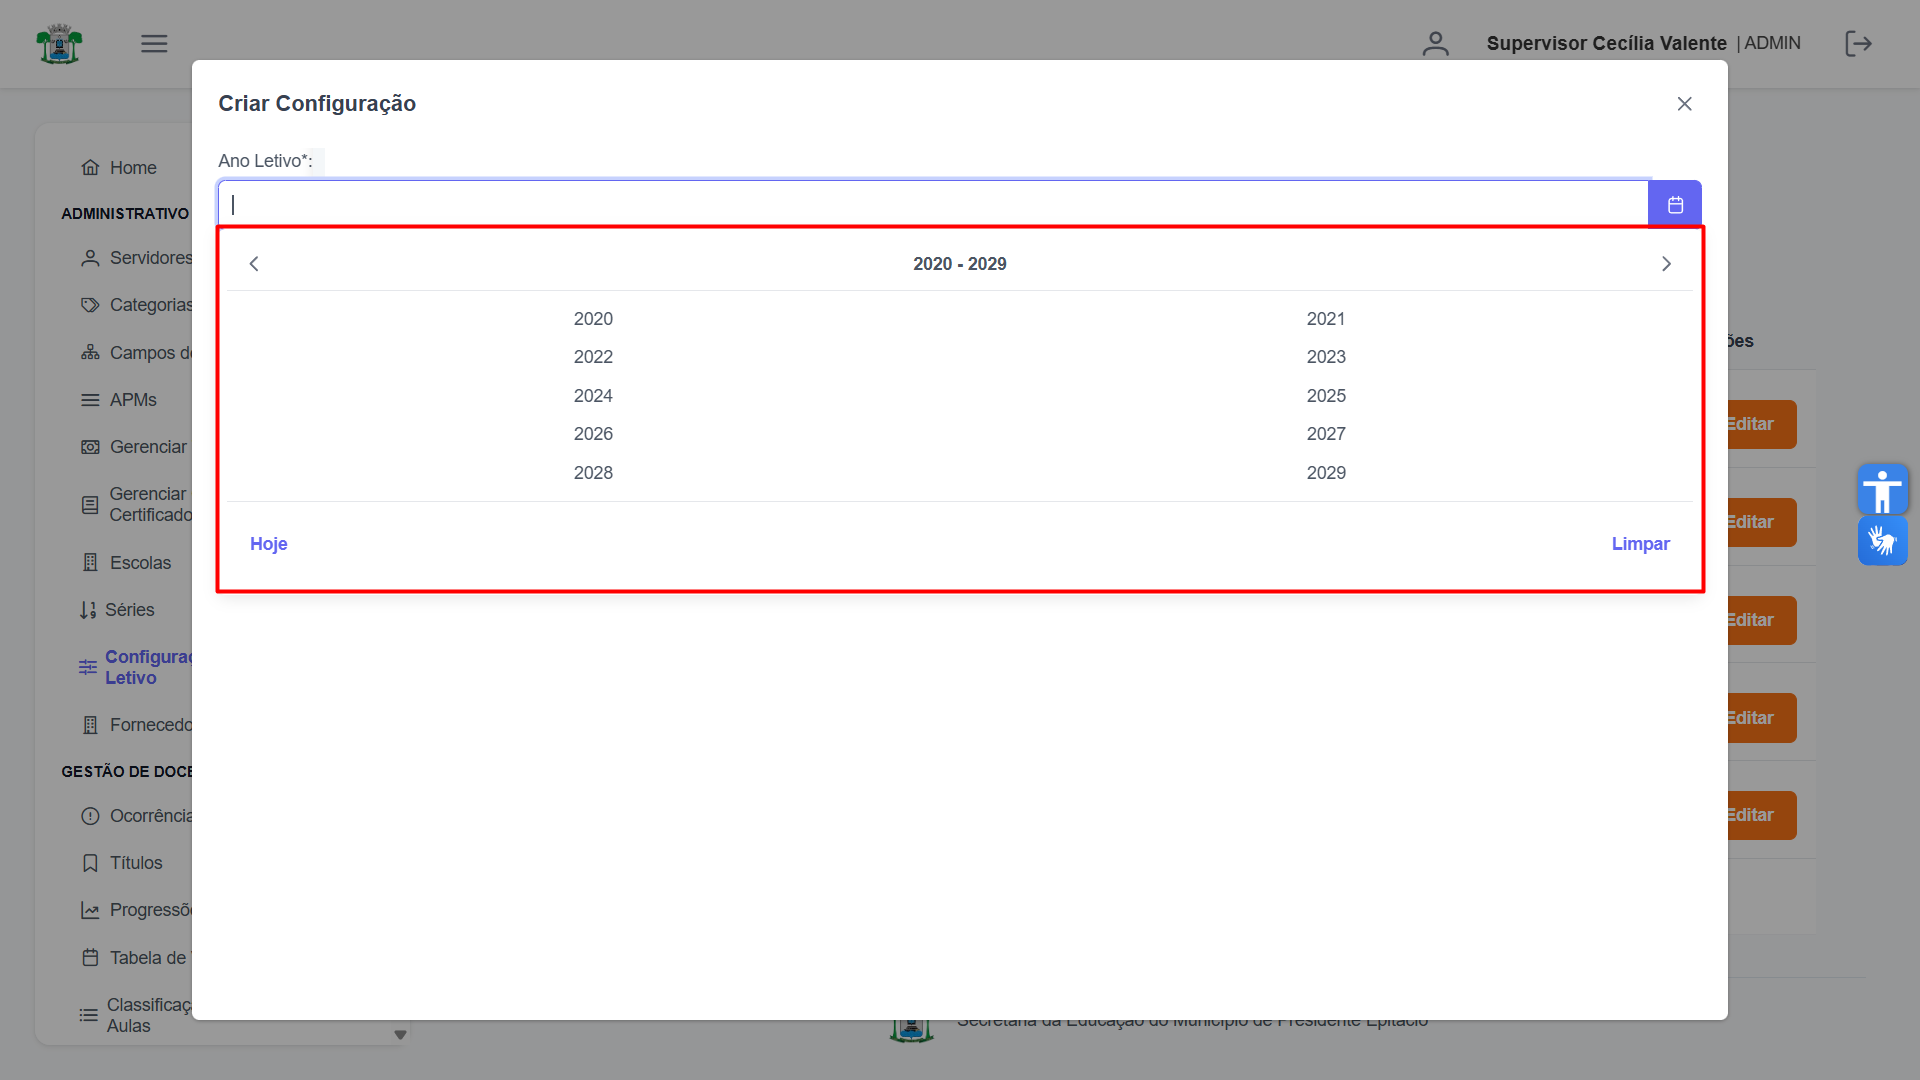 Supervisor Cecília Valente | ADMIN
Criar Configuração
Ano Letivo*:
2020 - 2029
2020 2021
2022 2023
2024 2025
2026 2027
2028 2029
Hoje Limpar
Home
ADMINISTRATIVO
Servidores
Categorias
Campos de
APMs
Gerenciar
Gerenciar
Certificado
Escolas
Séries
Configuraç
Letivo
Fornecedo
GESTÃO DE DOCE
Ocorrência
Títulos
Progressõe
Tabela de
Classificaç
Aulas
ões
Editar
Editar
Editar
Editar
Editar
Secretaria da Educação do Município de Presidente Epitácio